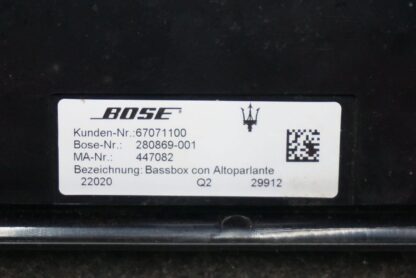 BOSE
Kunden-Nr.:67071100
Bose-Nr.: 280869-001
MA-Nr.: 447082
Bezeichnung: Bassbox con Altoparlante
22020 Q2 29912